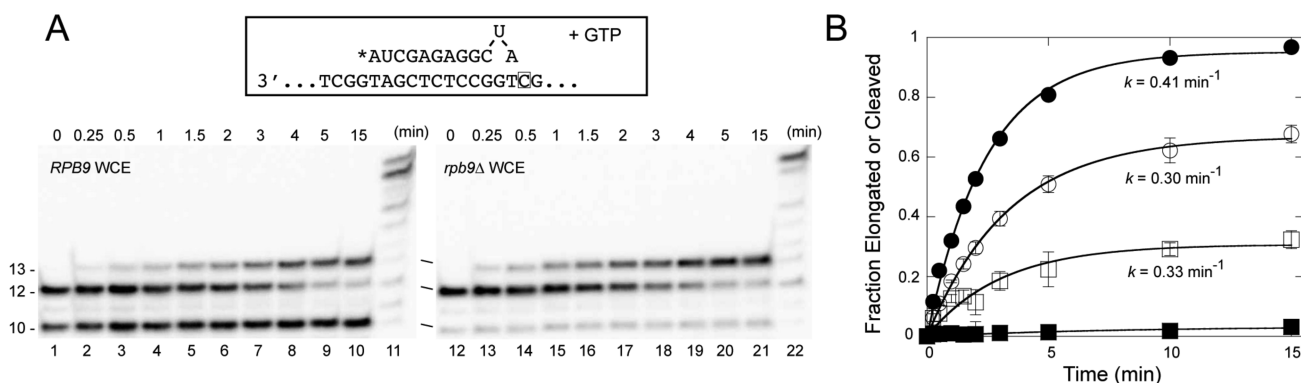 A
U
*AUCGAGAGGC A + GTP
3’...TCGGTAGCTCTCCGGTCG...
0 0.25 0.5 1 1.5 2 3 4 5 15 (min) 0 0.25 0.5 1 1.5 2 3 4 5 15 (min)
RPB9 WCE rpb9Δ WCE
13 -
12 -
10 -
1 2 3 4 5 6 7 8 9 10 11 12 13 14 15 16 17 18 19 20 21 22
B
Fraction Elongated or Cleaved
1
0.8
0.6
0.4
0.2
0
k = 0.41 min-1
k = 0.30 min-1
k = 0.33 min-1
0 5 10 15
Time (min)